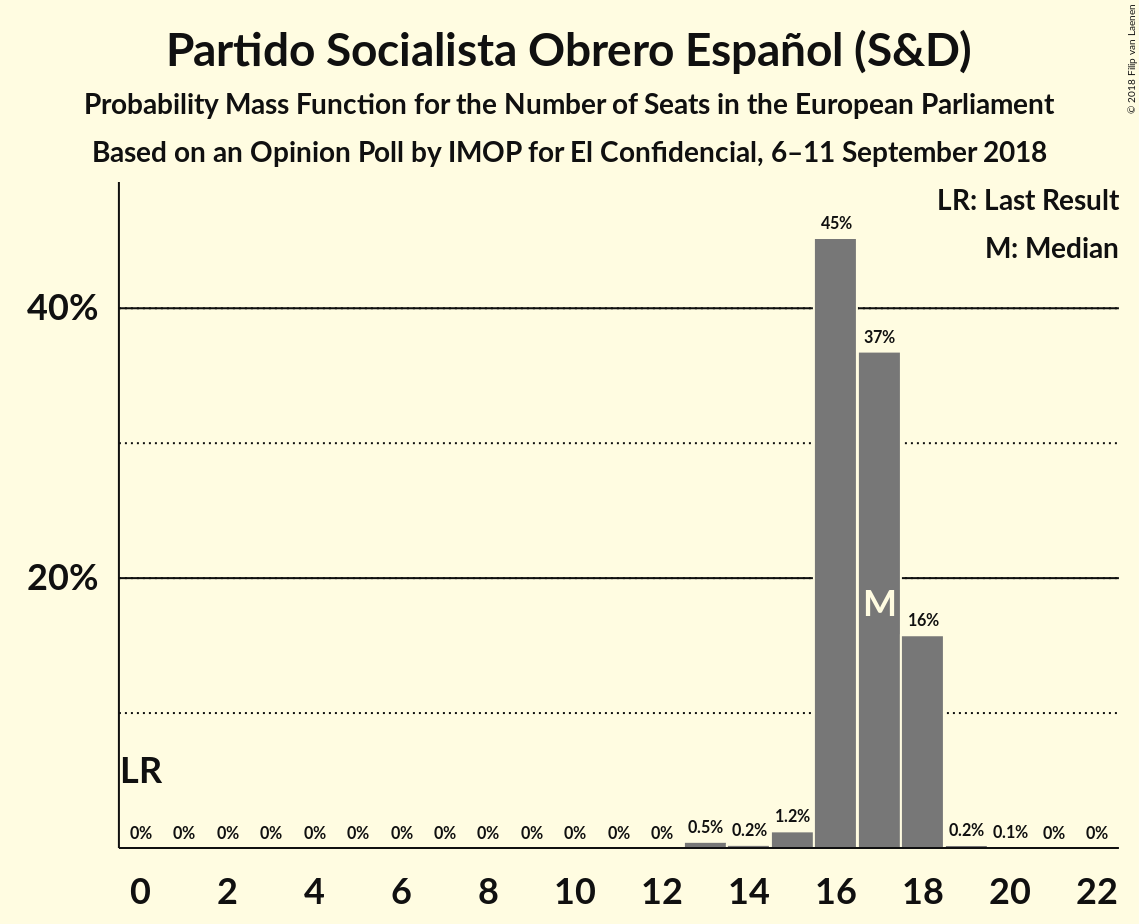 Partido Socialista Obrero Español (S&D)
Probability Mass Function for the Number of Seats in the European Parliament
Based on an Opinion Poll by IMOP for El Confidencial, 6–11 September 2018
© 2018 Filip van Laenen
LR: Last Result
M: Median
45%
40%
37%
20%
M
16%
LR
0% 0% 0% 0% 0% 0% 0% 0% 0% 0% 0% 0% 0% 0.5% 0.2% 1.2% 0.2% 0.1% 0% 0%
0 2 4 6 8 10 12 14 16 18 20 22